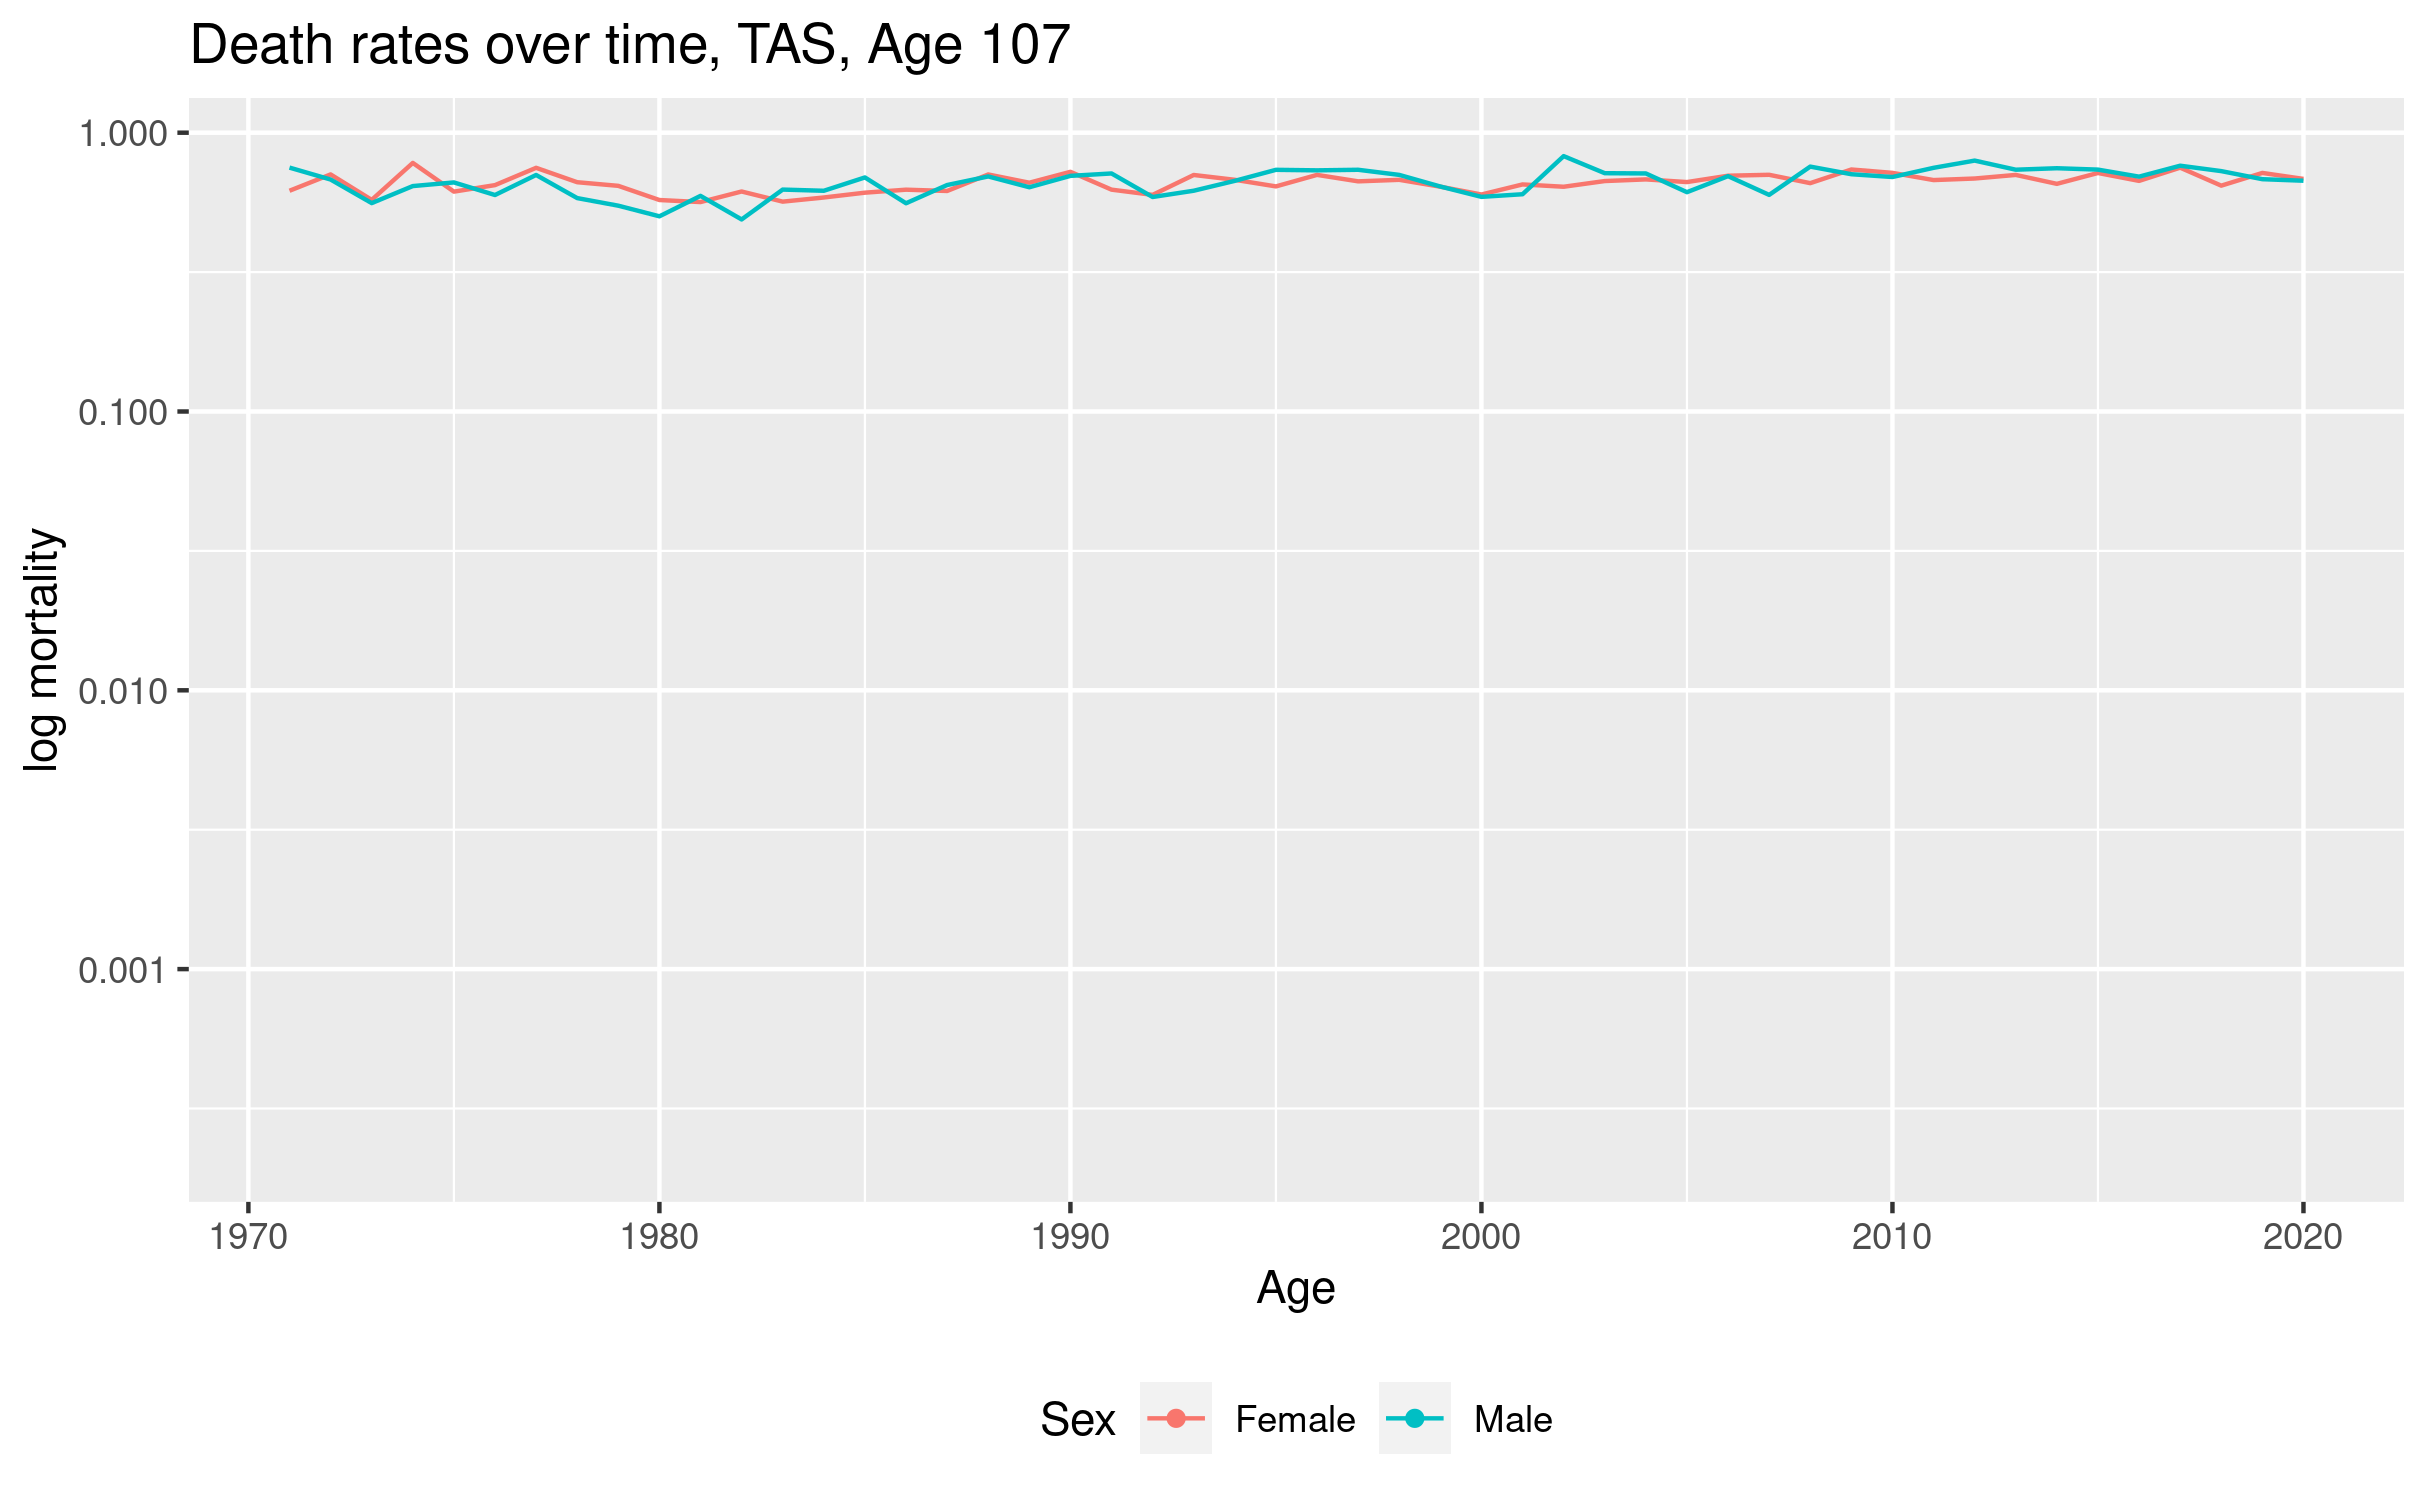 Death rates over time, TAS, Age 107
1.000
0.100
0.010
0.001
log mortality
1970 1980 1990 2000 2010 2020
Age
Sex Female Male